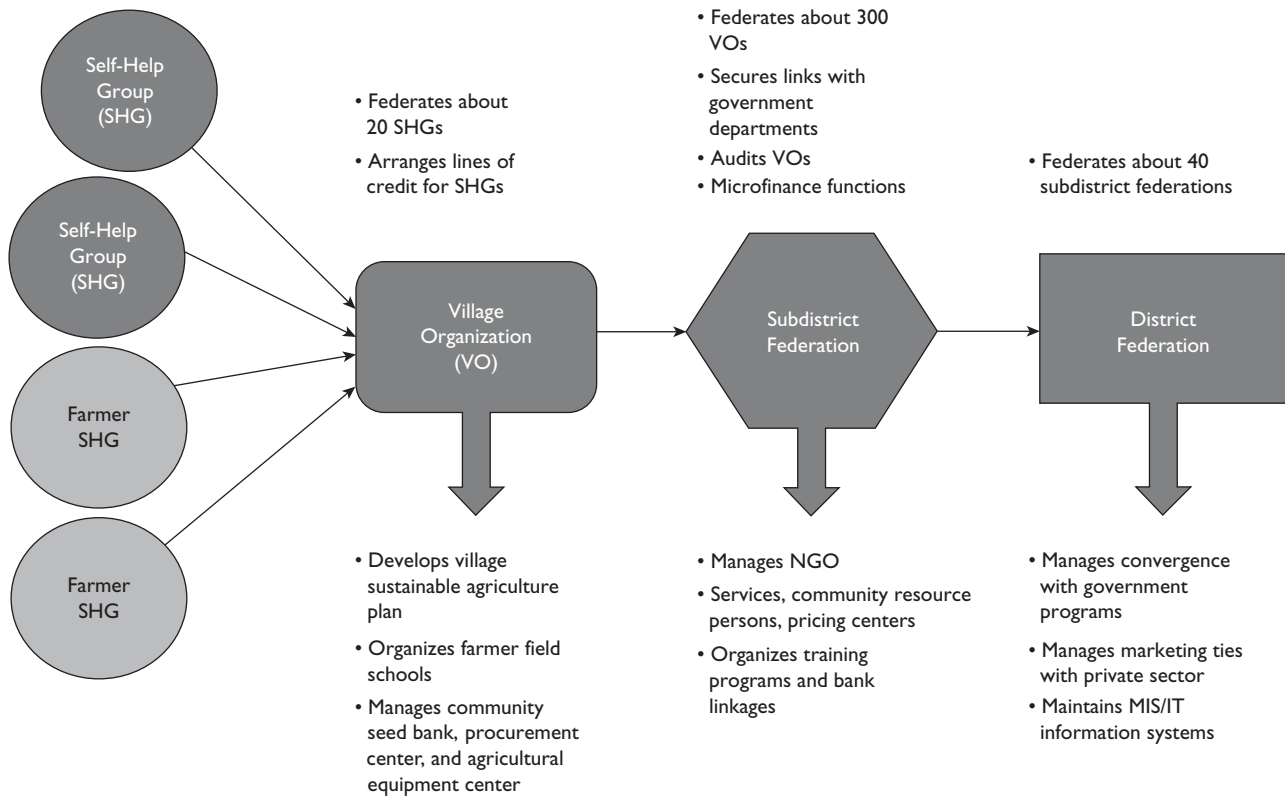 Self-Help
Group
(SHG)
Self-Help
Group
(SHG)
Farmer
SHG
Farmer
SHG
• Federates about
20 SHGs
• Arranges lines of
credit for SHGs
Village
Organization
(VO)
• Develops village
sustainable agriculture
plan
• Organizes farmer field
schools
• Manages community
seed bank, procurement
center, and agricultural
equipment center
• Federates about 300
VOs
• Secures links with
government
departments
• Audits VOs
• Microfinance functions
Subdistrict
Federation
• Manages NGO
• Services, community resource
persons, pricing centers
• Organizes training
programs and bank
linkages
• Federates about 40
subdistrict federations
District
Federation
• Manages convergence
with government
programs
• Manages marketing ties
with private sector
• Maintains MIS/IT
information systems